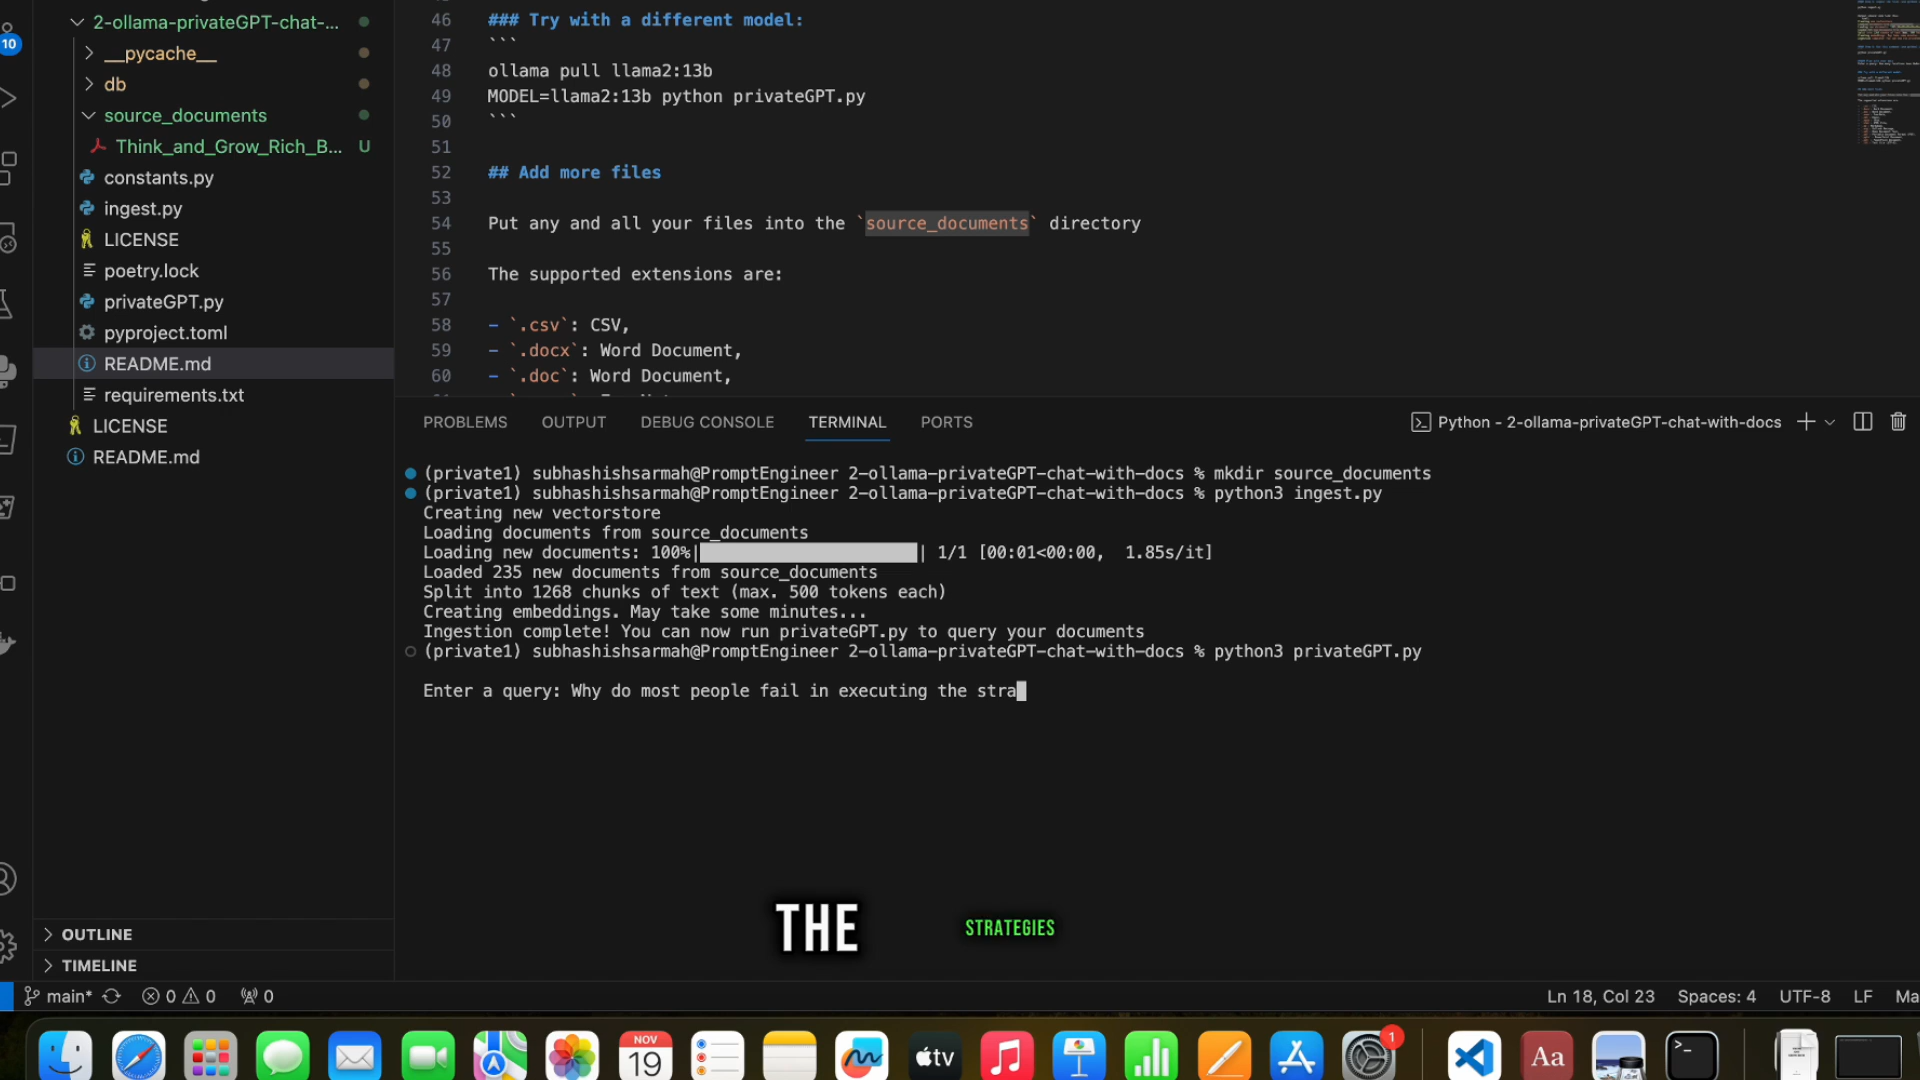 10
2-ollama-privateGPT-chat-...
__pycache__
db
source_documents
Think_and_Grow_Rich_B... U
constants.py
ingest.py
LICENSE
poetry.lock
privateGPT.py
pyproject.toml
README.md
requirements.txt
LICENSE
README.md
OUTLINE
TIMELINE
46 ### Try with a different model:
47 ```
48 ollama pull llama2:13b
49 MODEL=llama2:13b python privateGPT.py
50 ```
51
52 ## Add more files
53
54 Put any and all your files into the `source_documents` directory
55
56 The supported extensions are:
57
58 - `.csv`: CSV,
59 - `.docx`: Word Document,
60 - `.doc`: Word Document,
PROBLEMS OUTPUT DEBUG CONSOLE TERMINAL PORTS Python - 2-ollama-privateGPT-chat-with-docs
(private1) subhashishsarmah@PromptEngineer 2-ollama-privateGPT-chat-with-docs % mkdir source_documents
(private1) subhashishsarmah@PromptEngineer 2-ollama-privateGPT-chat-with-docs % python3 ingest.py
Creating new vectorstore
Loading documents from source_documents
Loading new documents: 100%| | 1/1 [00:01<00:00, 1.85s/it]
Loaded 235 new documents from source_documents
Split into 1268 chunks of text (max. 500 tokens each)
Creating embeddings. May take some minutes...
Ingestion complete! You can now run privateGPT.py to query your documents
(private1) subhashishsarmah@PromptEngineer 2-ollama-privateGPT-chat-with-docs % python3 privateGPT.py
Enter a query: Why do most people fail in executing the stra
THE STRATEGIES
main* 0 0 0 Ln 18, Col 23 Spaces: 4 UTF-8 LF Ma
NOV
19
tv
1
Aa
>_